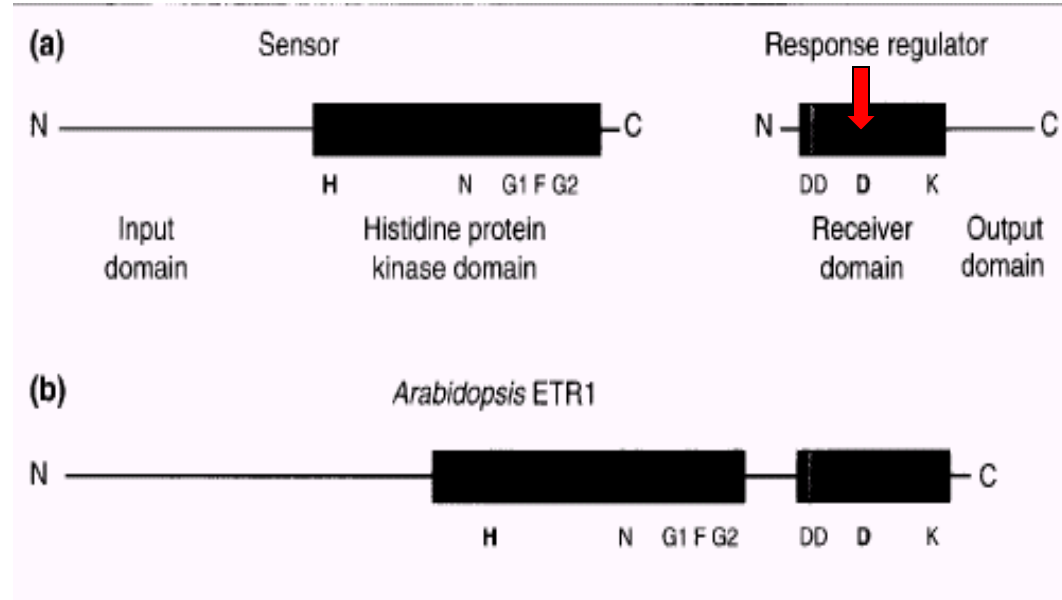 (a) Sensor Response regulator
N C N C
H N G1 F G2 DD D K
Input domain Histidine protein kinase domain Receiver domain Output domain
(b) Arabidopsis ETR1
N C
H N G1 F G2 DD D K